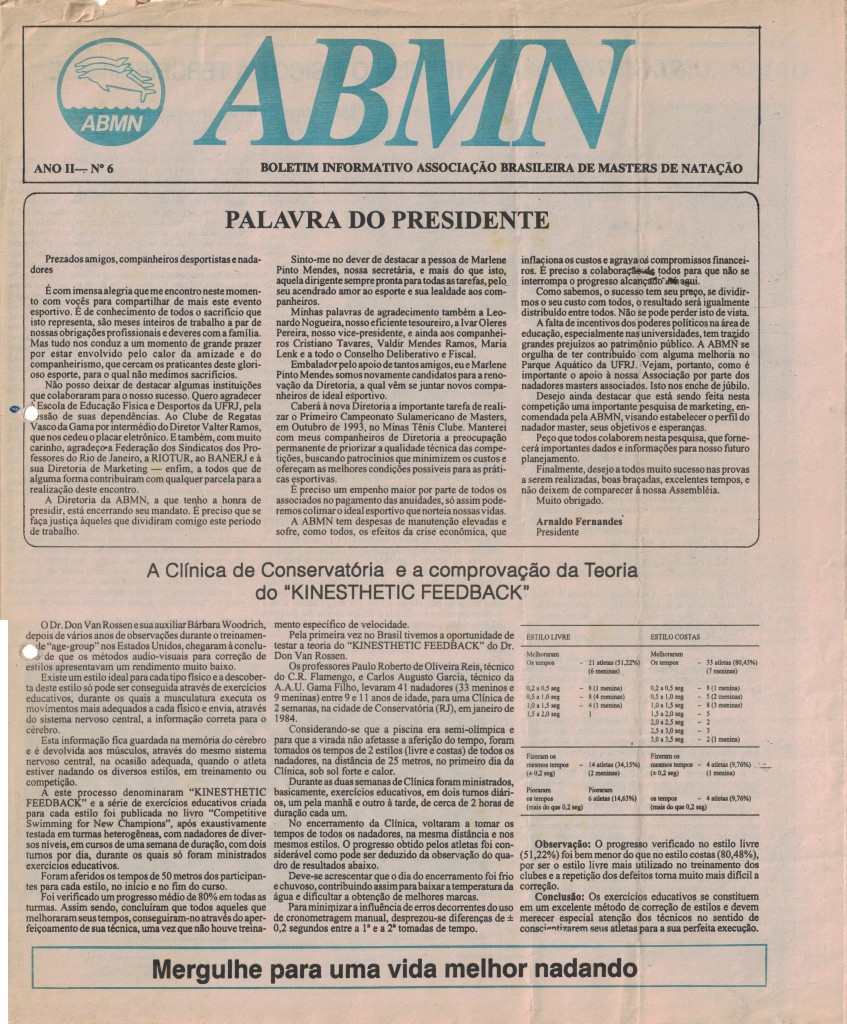 ABMN
ABMN
ANO II — Nº 6
BOLETIM INFORMATIVO ASSOCIAÇÃO BRASILEIRA DE MASTERS DE NATAÇÃO
PALAVRA DO PRESIDENTE
Prezados amigos, companheiros desportistas e nada-
dores
É com imensa alegria que me encontro neste momen-
to com vocês para compartilhar de mais este evento
esportivo. É de conhecimento de todos o sacrifício que
isto representa, são meses inteiros de trabalho a par de
nossas obrigações profissionais e deveres com a família.
Mas tudo nos conduz a um momento de grande prazer
por estar envolvido pelo calor da amizade e do
companheirismo, que cercam os praticantes deste glorio-
so esporte, para o qual não medimos sacrifícios.
Não posso deixar de destacar algumas instituições
que colaboraram para o nosso sucesso. Quero agradecer
Escola de Educação Física e Desportos da UFRJ, pela
ssão de suas dependências. Ao Clube de Regatas
Vasco da Gama por intermédio do Diretor Valter Ramos,
que nos cedeu o placar eletrônico. E também, com muito
carinho, agradeço a Federação dos Sindicatos dos Pro-
fessores do Rio de Janeiro, a RIOTUR, ao BANERJ e à
sua Diretoria de Marketing — enfim, a todos que de
alguma forma contribuíram com qualquer parcela para a
realização deste encontro.
A Diretoria da ABMN, a que tenho a honra de
presidir, está encerrando seu mandato. É preciso que se
faça justiça àqueles que dividiram comigo este período
de trabalho.
Sinto-me no dever de destacar a pessoa de Marlene
Pinto Mendes, nossa secretária, e mais do que isto,
aquela dirigente sempre pronta para todas as tarefas, pelo
seu acendrado amor ao esporte e sua lealdade aos com-
panheiros.
Minhas palavras de agradecimento também a Leo-
nardo Nogueira, nosso eficiente tesoureiro, a Ivar Oleres
Pereira, nosso vice-presidente, e ainda aos companhei-
ros Cristiano Tavares, Valdir Mendes Ramos, Maria
Lenk e a todo o Conselho Deliberativo e Fiscal.
Embalador pelo apoio de tantos amigos, eu e Marlene
Pinto Mendes somos novamente candidatos para a reno-
vação da Diretoria, a qual vêm se juntar novos compa-
nheiros de ideal esportivo.
Caberá à nova Diretoria a importante tarefa de reali-
zar o Primeiro Campeonato Sulamericano de Masters,
em Outubro de 1993, no Minas Tênis Clube. Manterei
com meus companheiros de Diretoria a preocupação
permanente de priorizar a qualidade técnica das compe-
tições, buscando patrocínios que minimizem os custos e
ofereçam as melhores condições possíveis para as práti-
cas esportivas.
É preciso um empenho maior por parte de todos os
associados no pagamento das anuidades, só assim pode-
remos colimar o ideal esportivo que norteia nossas vidas.
A ABMN tem despesas de manutenção elevadas e
sofre, como todos, os efeitos da crise econômica, que
inflaciona os custos e agrava os compromissos financei-
ros. É preciso a colaboração de todos para que não se
interrompa o progresso alcançado até aqui.
Como sabemos, o sucesso tem seu preço, se dividir-
mos o seu custo com todos, o resultado será igualmente
distribuído entre todos. Não se pode perder isto de vista.
A falta de incentivos dos poderes políticos na área de
educação, especialmente nas universidades, tem trazido
grandes prejuízos ao patrimônio público. A ABMN se
orgulha de ter contribuído com alguma melhoria no
Parque Aquático da UFRJ. Vejam, portanto, como é
importante o apoio à nossa Associação por parte dos
nadadores masters associados. Isto nos enche de júbilo.
Desejo ainda destacar que está sendo feita nesta
competição uma importante pesquisa de marketing, en-
comendada pela ABMN, visando estabelecer o perfil do
nadador master, seus objetivos e esperanças.
Peço que todos colaborem nesta pesquisa, que forne-
cerá importantes dados e informações para nosso futuro
planejamento.
Finalmente, desejo a todos muito sucesso nas provas
a serem realizadas, boas braçadas, excelentes tempos, e
não deixem de comparecer à nossa Assembléia.
Muito obrigado.
Arnaldo Fernandes
Presidente
A Clínica de Conservatória e a comprovação da Teoria
do "KINESTHETIC FEEDBACK"
O Dr. Don Van Rossen e sua auxiliar Bárbara Woodrich,
depois de vários anos de observações durante o treinamen-
de "age-group" nos Estados Unidos, chegaram à conclu-
de que os métodos audio-visuais para correção de
estilos apresentavam um rendimento muito baixo.
Existe um estilo ideal para cada tipo físico e a descober-
ta deste estilo só pode ser conseguida através de exercícios
educativos, durante os quais a musculatura executa os
movimentos mais adequados a cada físico e envia, através
do sistema nervoso central, a informação correta para o
cérebro.
Esta informação fica guardada na memória do cérebro
e é devolvida aos músculos, através do mesmo sistema
nervoso central, na ocasião adequada, quando o atleta
estiver nadando os diversos estilos, em treinamento ou
competição.
A este processo denominaram "KINESTHETIC
FEEDBACK" e a série de exercícios educativos criada
para cada estilo foi publicada no livro "Competitive
Swimming for New Champions", após exaustivamente
testada em turmas heterogêneas, com nadadores de diver-
sos níveis, em cursos de uma semana de duração, com dois
turnos por dia, durante os quais só foram ministrados
exercícios educativos.
Foram aferidos os tempos de 50 metros dos participan-
tes para cada estilo, no início e no fim do curso.
Foi verificado um progresso médio de 80% em todas as
turmas. Assim sendo, concluíram que todos aqueles que
melhoraram seus tempos, conseguiram-no através do aper-
feiçoamento de sua técnica, uma vez que não houve treina-
mento específico de velocidade.
Pela primeira vez no Brasil tivemos a oportunidade de
testar a teoria do "KINESTHETIC FEEDBACK" do Dr.
Don Van Rossen.
Os professores Paulo Roberto de Oliveira Reis, técnico
do C.R. Flamengo, e Carlos Augusto Garcia, técnico da
A.A.U. Gama Filho, levaram 41 nadadores (33 meninos e
9 meninas) entre 9 e 11 anos de idade, para uma Clínica de
2 semanas, na cidade de Conservatória (RJ), em janeiro de
1984.
Considerando-se que a piscina era semi-olímpica e
para que a virada não afetasse a aferição do tempo, foram
tomados os tempos de 2 estilos (livre e costas) de todos os
nadadores, na distância de 25 metros, no primeiro dia da
Clínica, sob sol forte e calor.
Durante as duas semanas de Clínica foram ministrados,
basicamente, exercícios educativos, em dois turnos diári-
os, um pela manhã e outro à tarde, de cerca de 2 horas de
duração cada um.
No encerramento da Clínica, voltaram a tomar os
tempos de todos os nadadores, na mesma distância e nos
mesmos estilos. O progresso obtido pelos atletas foi con-
siderável como pode ser deduzido da observação do qua-
dro de resultados abaixo.
Deve-se acrescentar que o dia do encerramento foi frio
e chuvoso, contribuindo assim para baixar a temperatura da
água e dificultar a obtenção de melhores marcas.
Para minimizar a influência de erros decorrentes do uso
de cronometragem manual, desprezou-se diferenças de ±
0,2 segundos entre a 1ª e a 2ª tomadas de tempo.
ESTILO LIVRE ESTILO COSTAS
Melhoraram Melhoraram
Os tempos – 21 atletas (51,22%) Os tempos – 33 atletas (80,43%)
(6 meninas) (7 meninas)
0,2 a 0,5 seg – 8 (1 menina) 0,2 a 0,5 seg – 8 (1 menina)
0,5 a 1,0 seg – 8 (4 meninas) 0,5 a 1,0 seg – 5 (2 meninas)
1,0 a 1,5 seg – 4 (1 menina) 1,0 a 1,5 seg – 8 (3 meninas)
1,5 a 2,0 seg 1 1,5 a 2,0 seg – 5
2,0 a 2,5 seg – 2
2,5 a 3,0 seg – 3
3,0 a 3,5 seg – 2 (1 menina)
Fizeram os Fizeram os
mesmos tempos – 14 atletas (34,15%) mesmos tempos – 4 atletas (9,76%)
(± 0,2 seg) (2 meninas) (± 0,2 seg) (1 menina)
Pioraram Pioraram
os tempos 6 atletas (14,63%) os tempos – 4 atletas (9,76%)
(mais do que 0,2 seg) (mais do que 0,2 seg)
Observação: O progresso verificado no estilo livre
(51,22%) foi bem menor do que no estilo costas (80,48%),
por ser o estilo livre mais utilizado no treinamento dos
clubes e a repetição dos defeitos torna muito mais difícil a
correção.
Conclusão: Os exercícios educativos se constituem
em um excelente método de correção de estilos e devem
merecer especial atenção dos técnicos no sentido de
conscientizarem seus atletas para a sua perfeita execução.
Mergulhe para uma vida melhor nadando